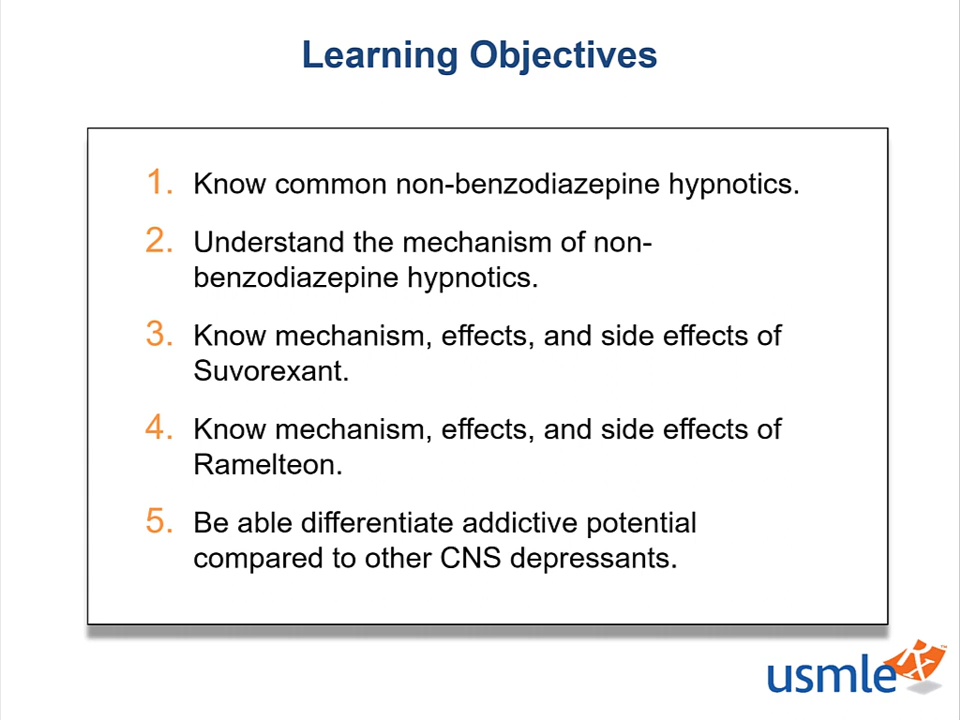 Learning Objectives
1. Know common non-benzodiazepine hypnotics.
2. Understand the mechanism of non-
benzodiazepine hypnotics.
3. Know mechanism, effects, and side effects of
Suvorexant.
4. Know mechanism, effects, and side effects of
Ramelteon.
5. Be able differentiate addictive potential
compared to other CNS depressants.
usmle Rx™